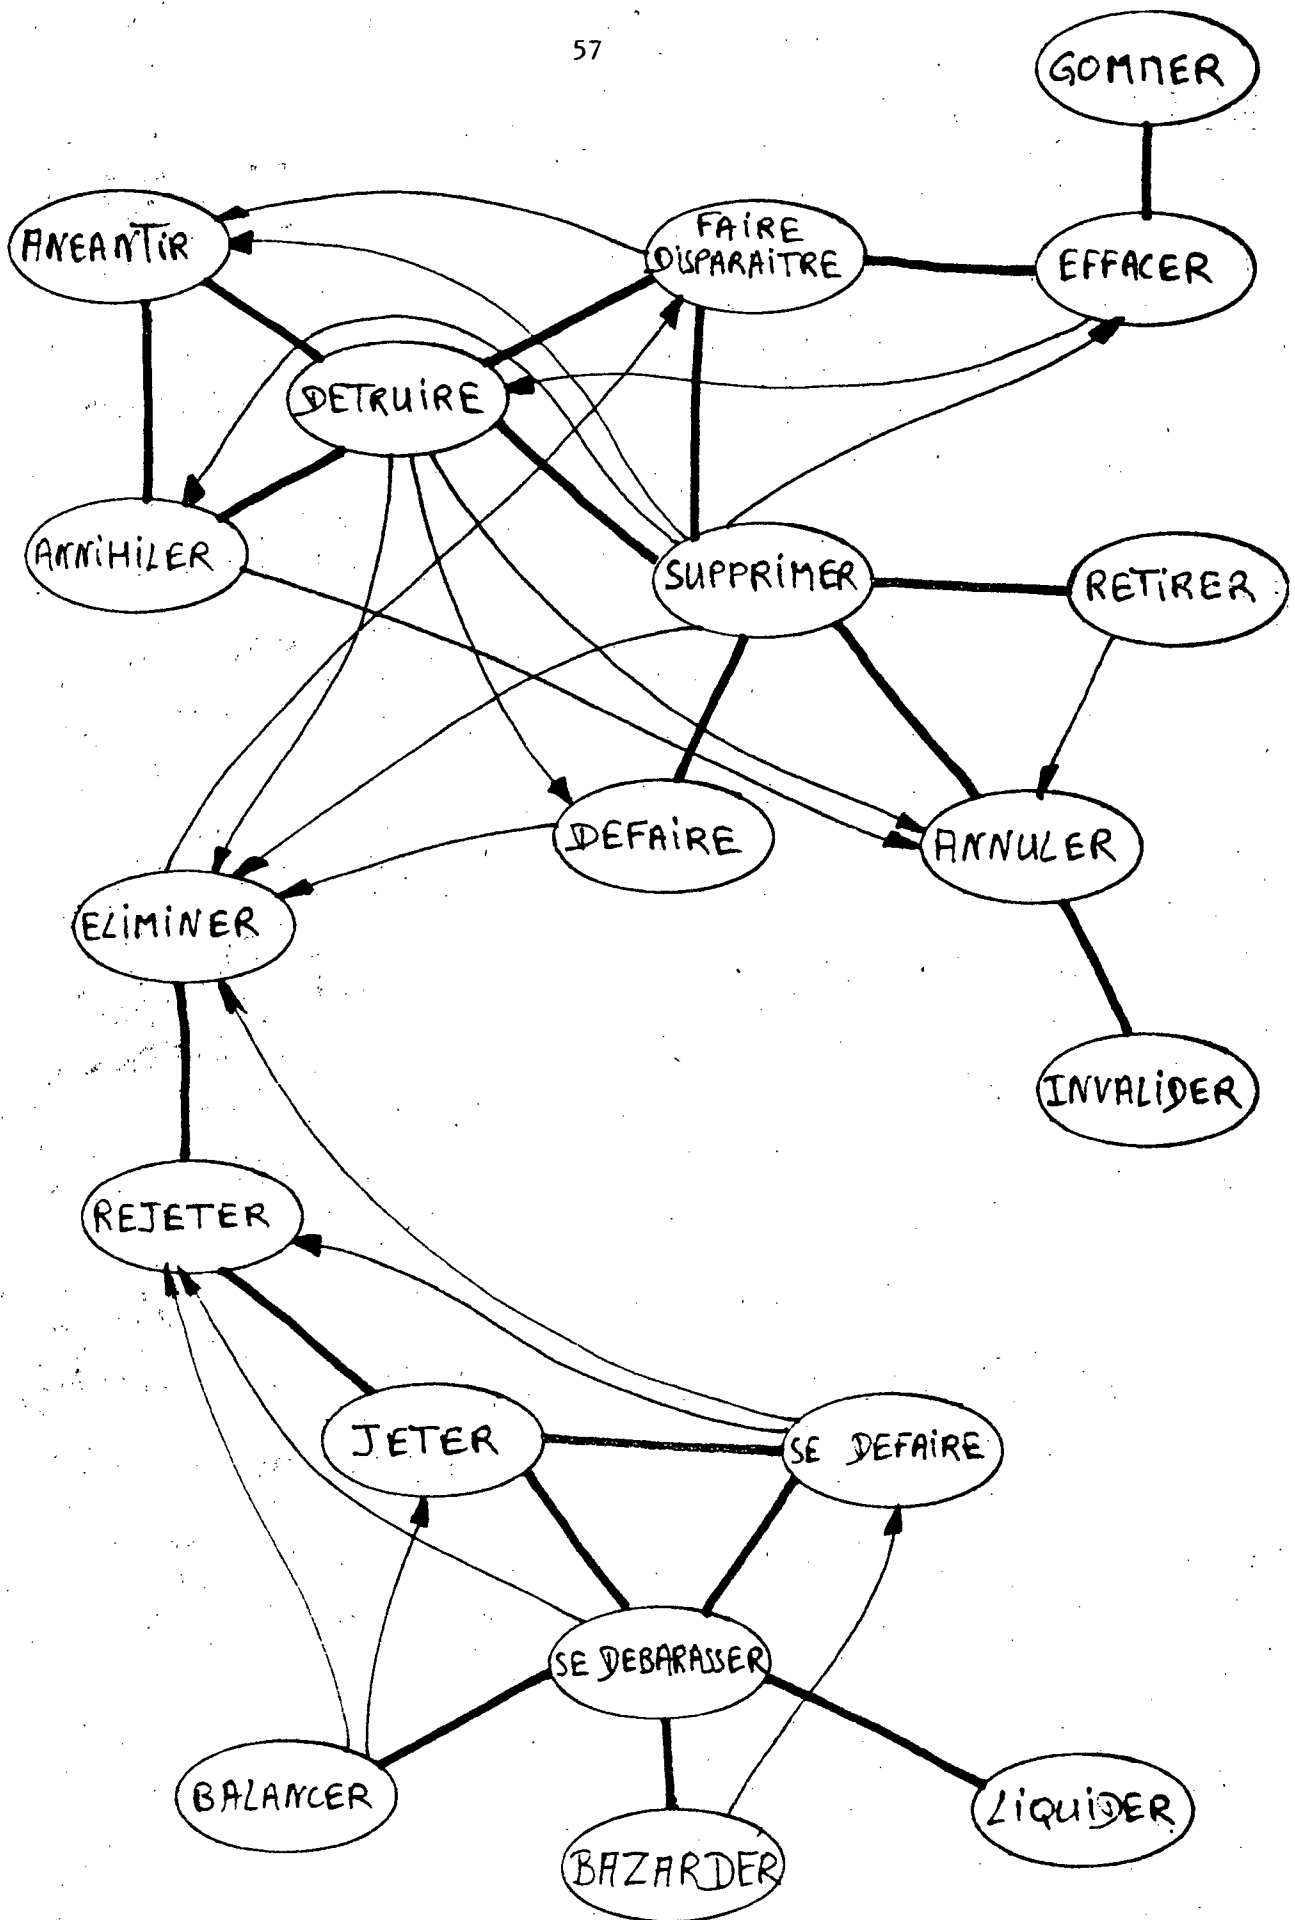 57
GOMMER
ANEANTIR
FAIRE
DISPARAITRE
EFFACER
DETRUIRE
ANNIHILER
SUPPRIMER
RETIRER
DEFAIRE
ANNULER
ELIMINER
INVALIDER
REJETER
JETER
SE DEFAIRE
SE DEBARASSER
BALANCER
LIQUIDER
BAZARDER